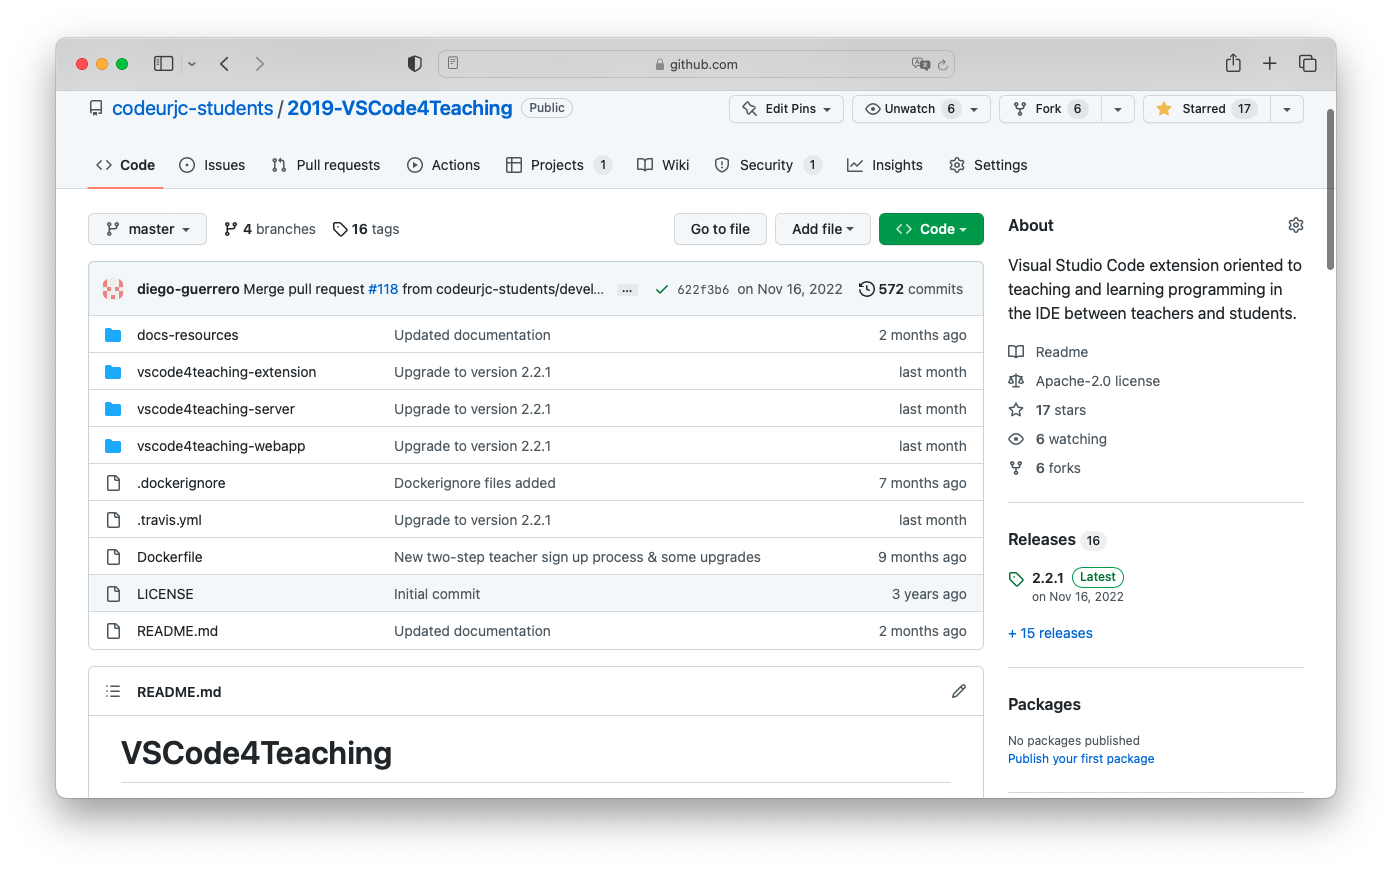 github.com
codeurjc-students / 2019-VSCode4Teaching Public Edit Pins Unwatch 6 Fork 6 Starred 17
Code Issues Pull requests Actions Projects 1 Wiki Security 1 Insights Settings
master 4 branches 16 tags Go to file Add file Code
diego-guerrero Merge pull request #118 from codeurjc-students/devel... ... 622f3b6 on Nov 16, 2022 572 commits
docs-resources Updated documentation 2 months ago
vscode4teaching-extension Upgrade to version 2.2.1 last month
vscode4teaching-server Upgrade to version 2.2.1 last month
vscode4teaching-webapp Upgrade to version 2.2.1 last month
.dockerignore Dockerignore files added 7 months ago
.travis.yml Upgrade to version 2.2.1 last month
Dockerfile New two-step teacher sign up process & some upgrades 9 months ago
LICENSE Initial commit 3 years ago
README.md Updated documentation 2 months ago
README.md
VSCode4Teaching
About
Visual Studio Code extension oriented to
teaching and learning programming in
the IDE between teachers and students.
Readme
Apache-2.0 license
17 stars
6 watching
6 forks
Releases 16
2.2.1 Latest
on Nov 16, 2022
+ 15 releases
Packages
No packages published
Publish your first package